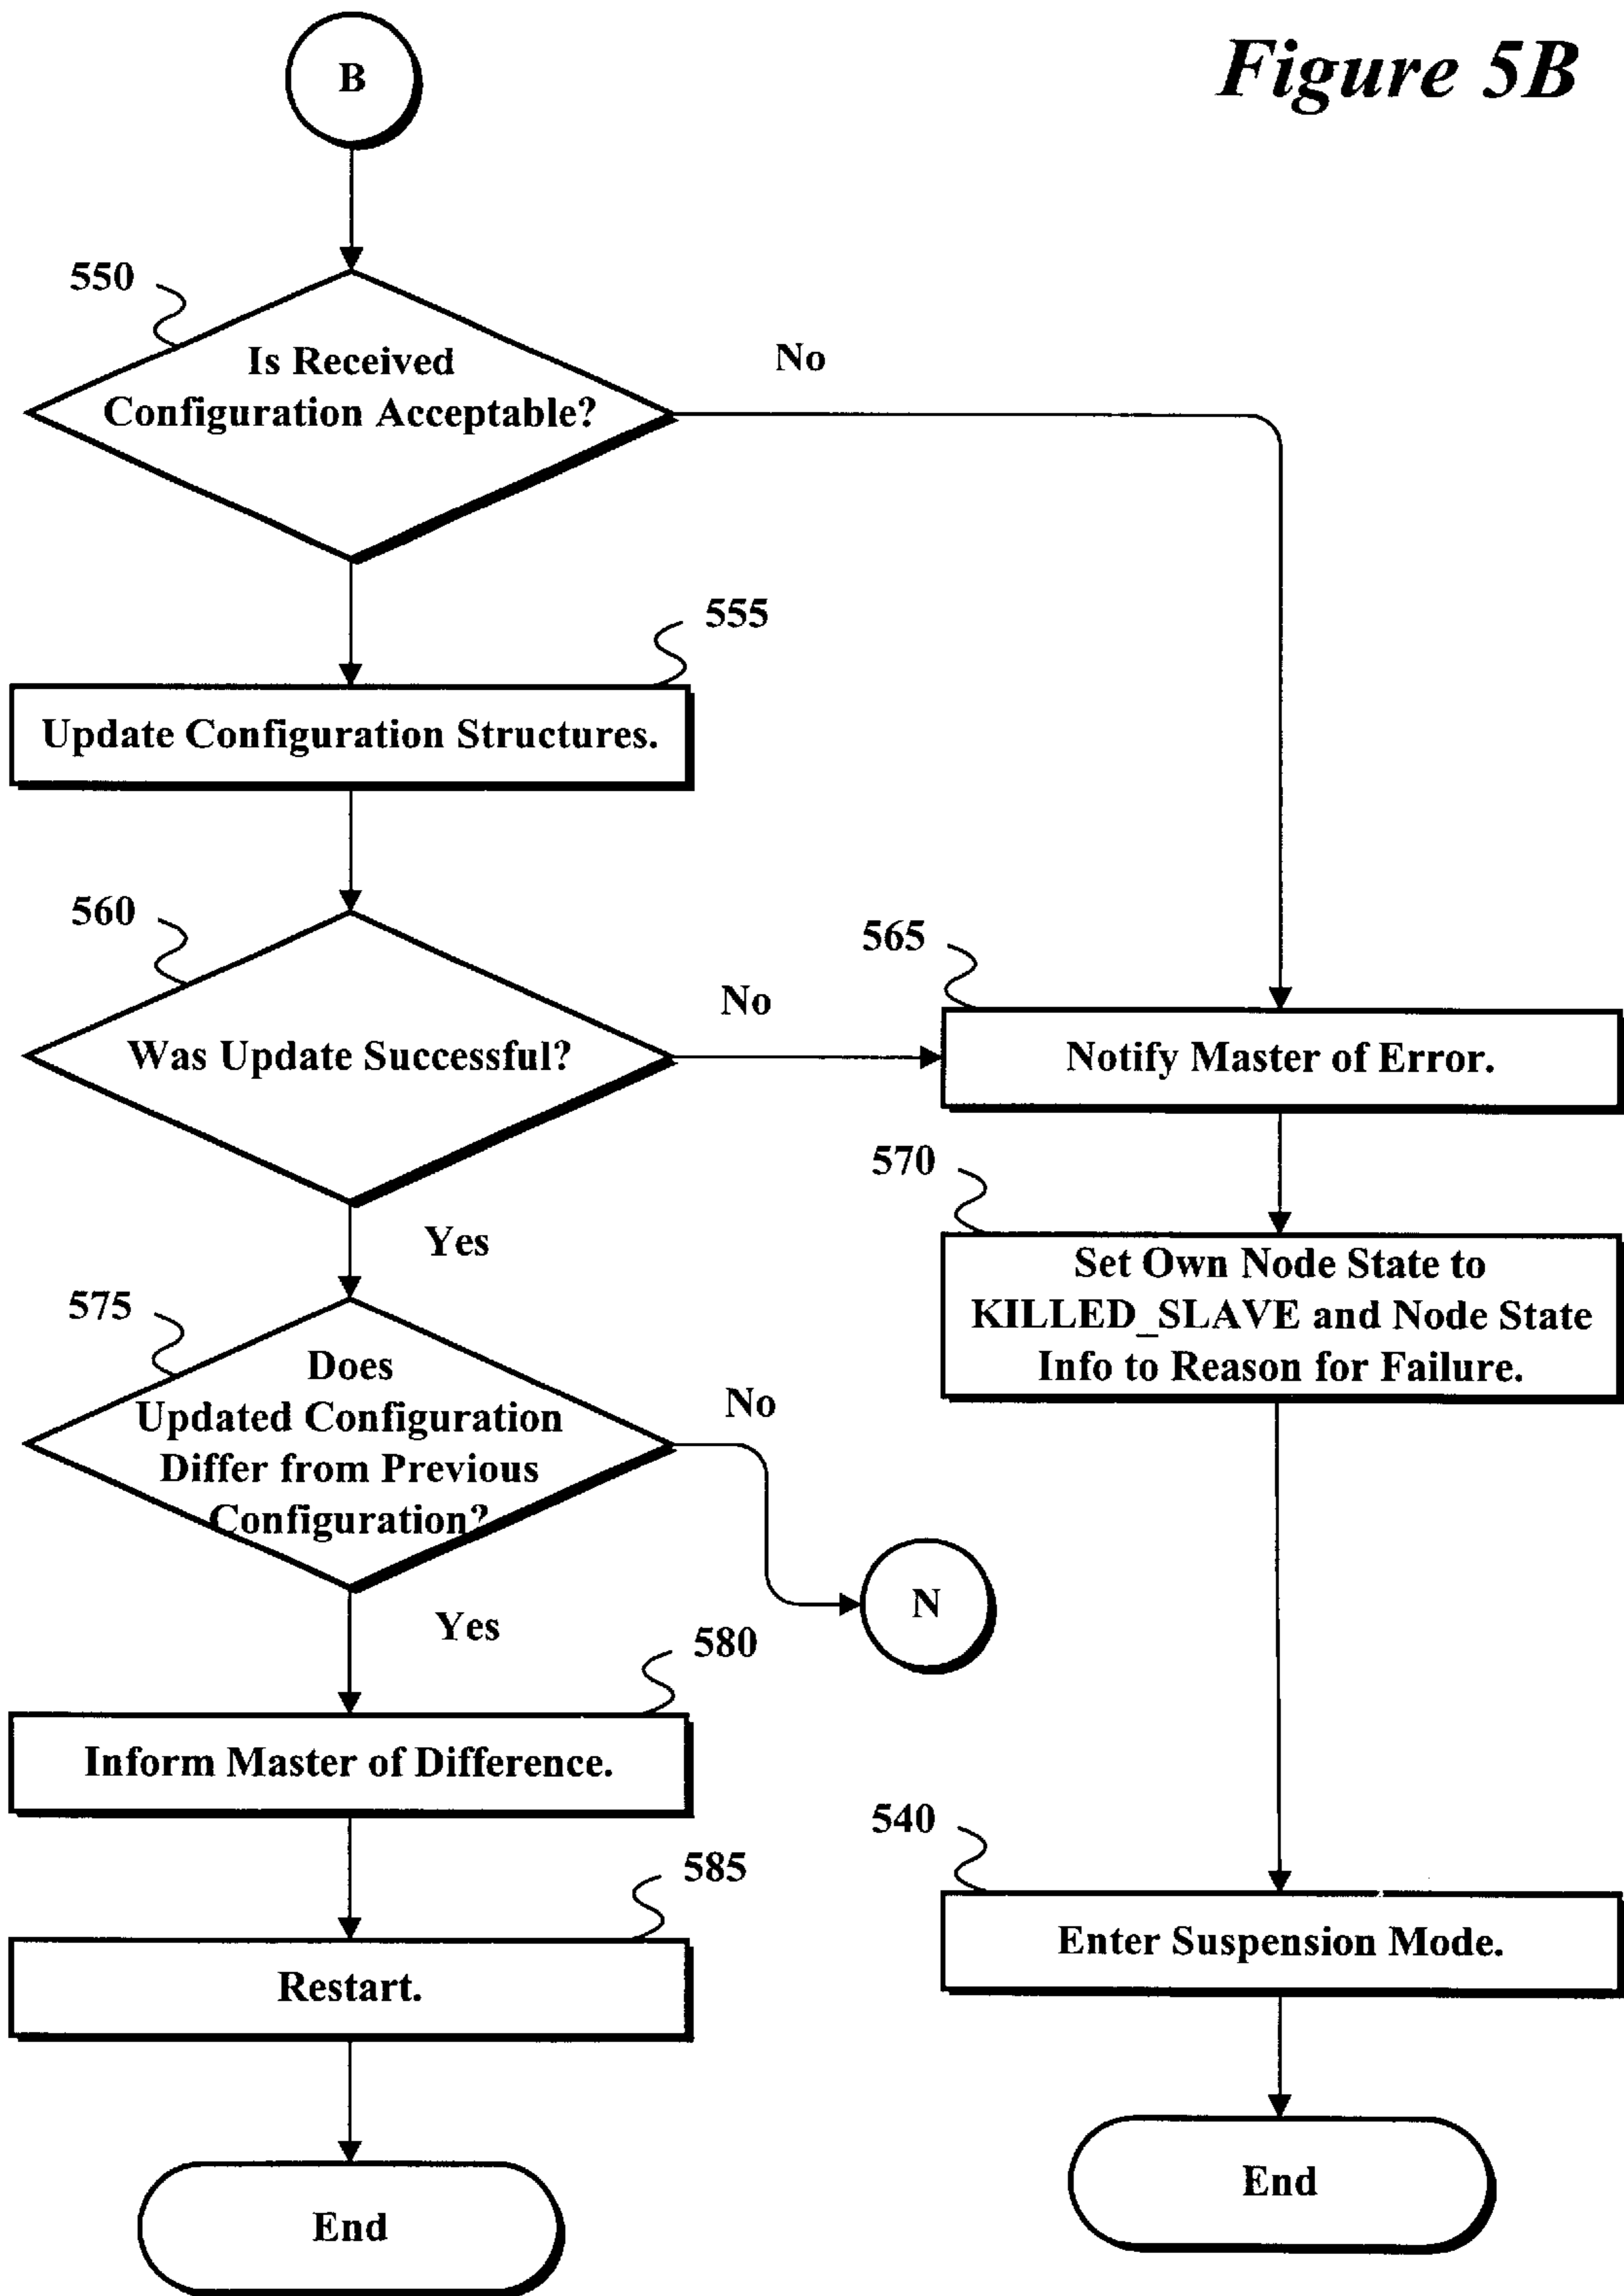 Figure 5B
B
550
Is Received
Configuration Acceptable?
No
555
Update Configuration Structures.
560
Was Update Successful?
No
565
Notify Master of Error.
570
Set Own Node State to
KILLED_SLAVE and Node State
Info to Reason for Failure.
Yes
575
Does
Updated Configuration
Differ from Previous
Configuration?
No
N
Yes
580
Inform Master of Difference.
585
Restart.
End
540
Enter Suspension Mode.
End